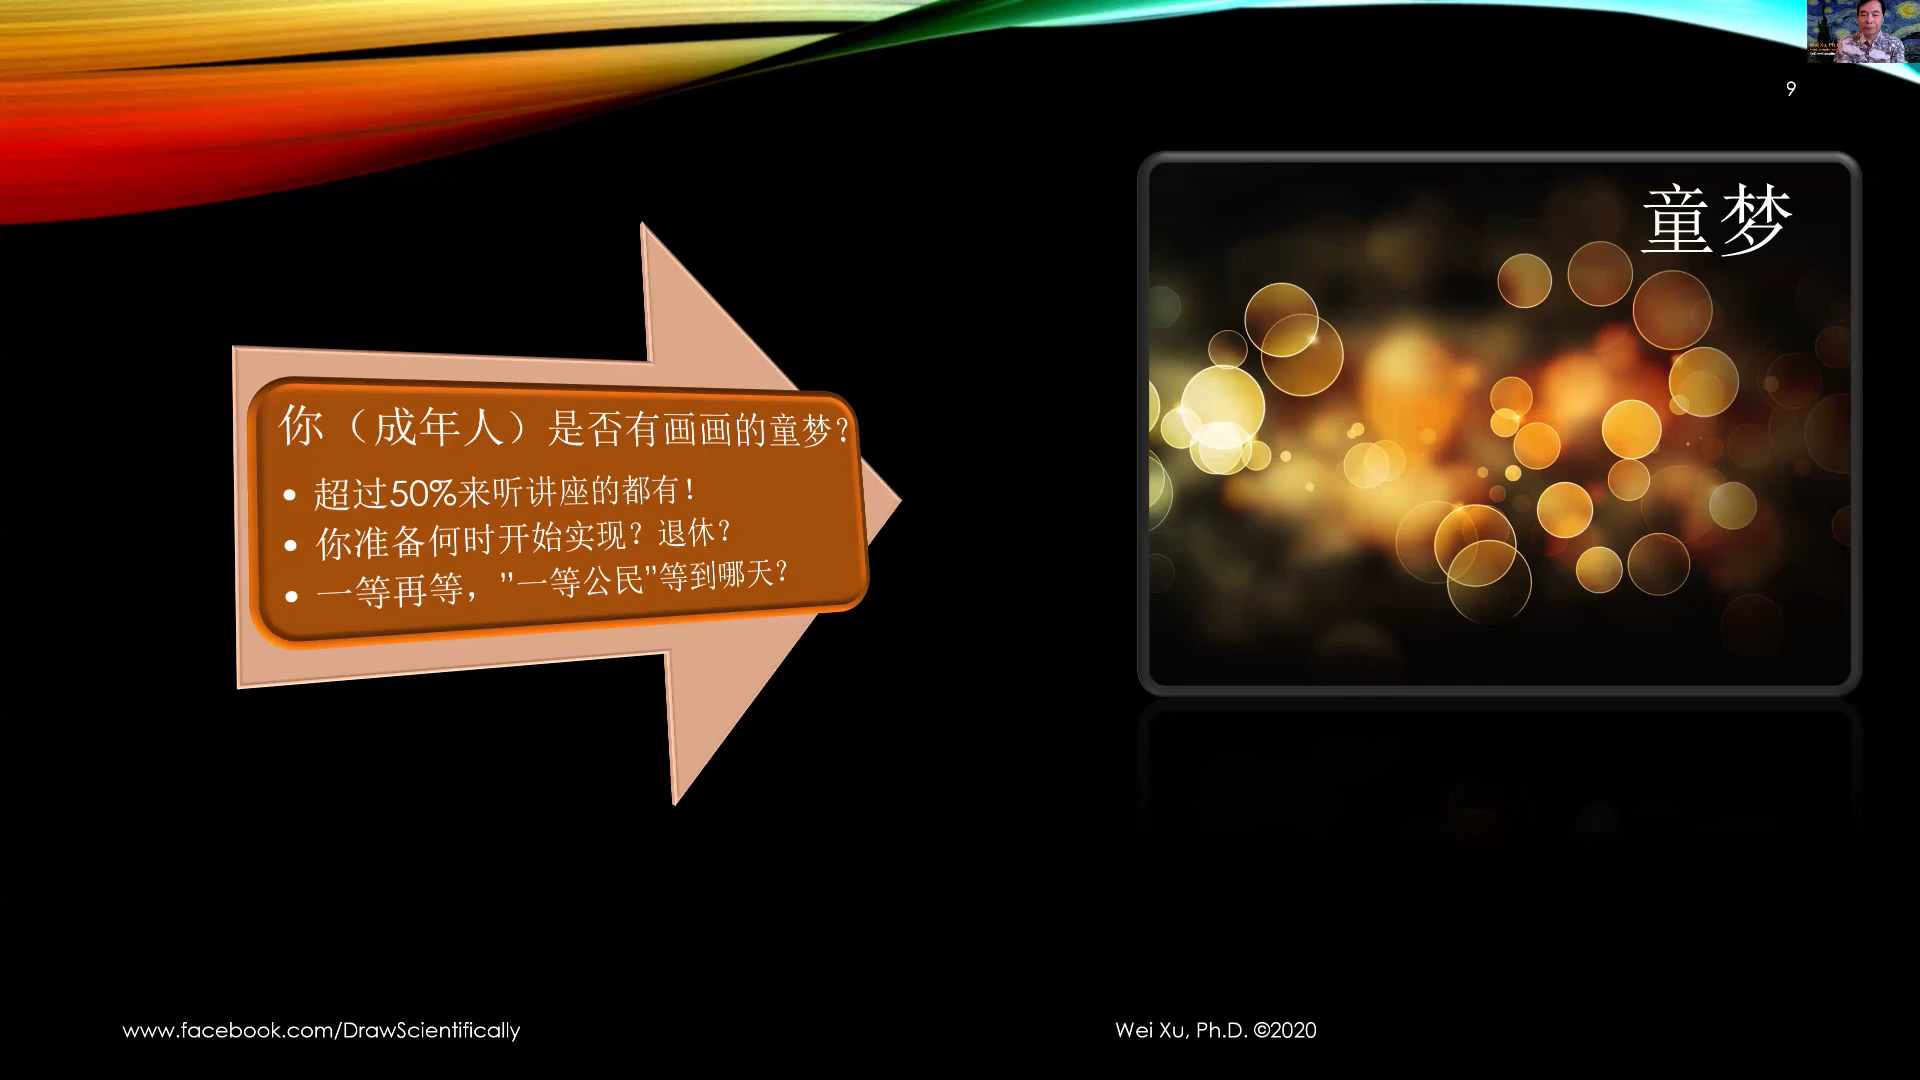 9
童梦
你（成年人）是否有画画的童梦？
• 超过50%来听讲座的都有！
• 你准备何时开始实现？退休？
• 一等再等，"一等公民"等到哪天？
www.facebook.com/DrawScientifically
Wei Xu, Ph.D. ©2020